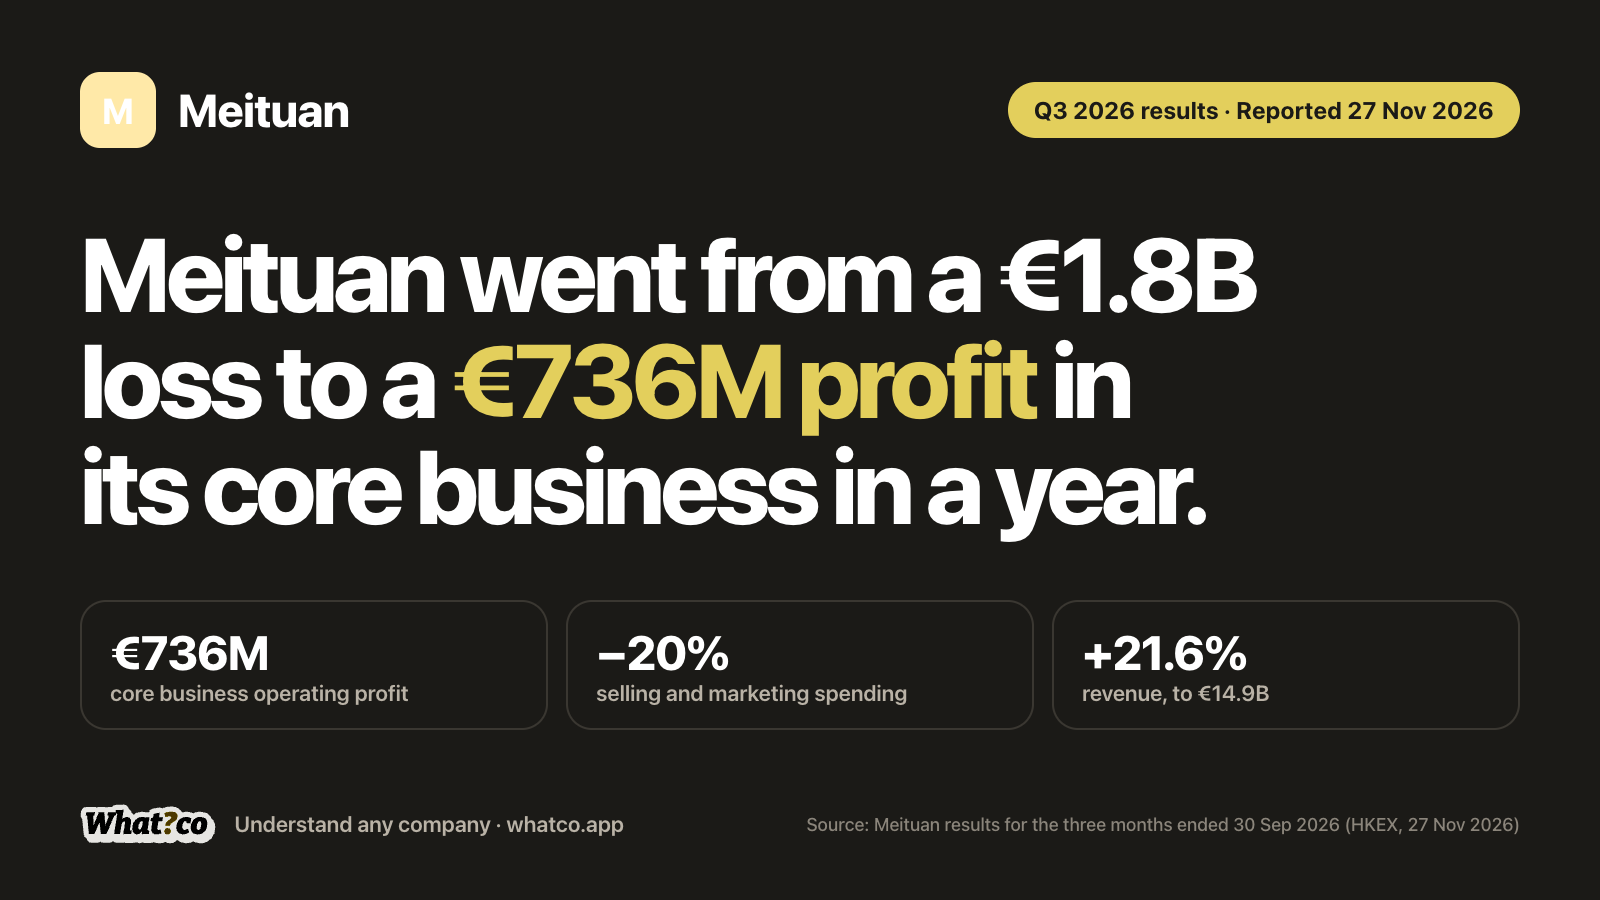 M
Meituan
Q3 2026 results · Reported 27 Nov 2026
Meituan went from a €1.8B
loss to a €736M profit in
its core business in a year.
€736M
core business operating profit
−20%
selling and marketing spending
+21.6%
revenue, to €14.9B
What?co
Understand any company · whatco.app
Source: Meituan results for the three months ended 30 Sep 2026 (HKEX, 27 Nov 2026)